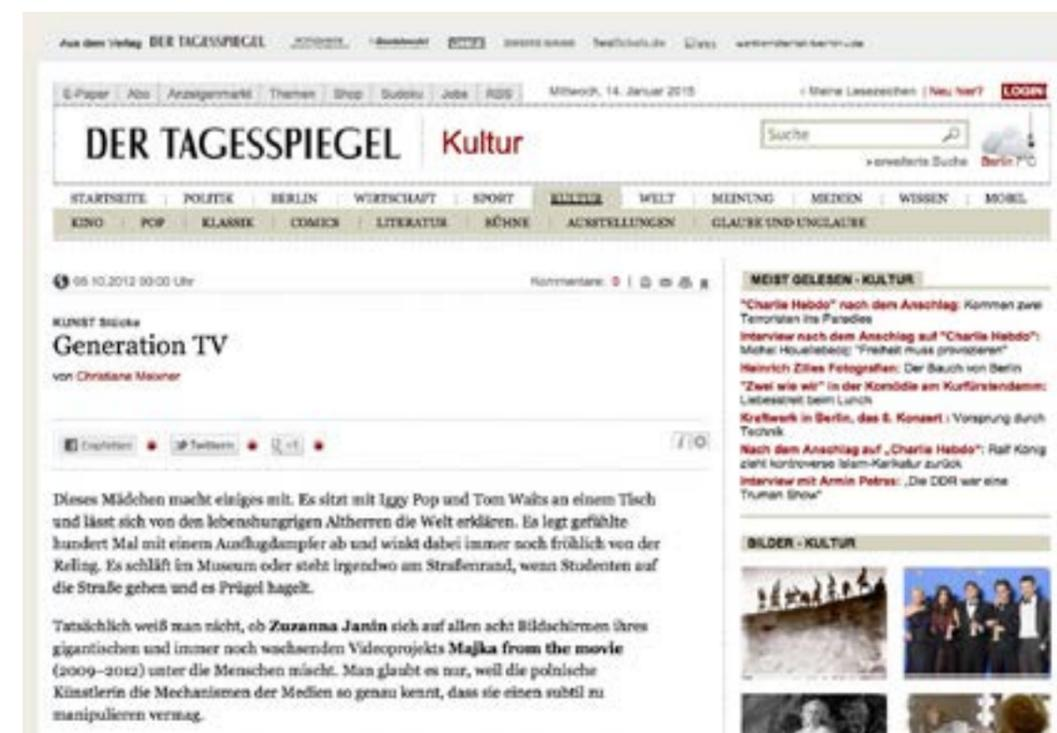 Aus dem Verlag DER TAGESSPIEGEL
E-Paper Abo Anzeigenmarkt Themen Shop Sudoku Jobs RSS Mittwoch, 14. Januar 2015 Meine Lesezeichen | Neu hier? LOGIN
DER TAGESSPIEGEL Kultur
Suche
erweiterte Suche Berlin 7°C
STARTSEITE POLITIK BERLIN WIRTSCHAFT SPORT KULTUR WELT MEINUNG MEDIEN WISSEN MOBIL
KINO POP KLASSIK COMICS LITERATUR BÜHNE AUSSTELLUNGEN GLAUBE UND UNGLAUBE
10.2012 00:00 Uhr Kommentare: 0
KUNST Stücke
Generation TV
von Christiane Meixner
Empfehlen Twittern +1
Dieses Mädchen macht einiges mit. Es sitzt mit Iggy Pop und Tom Waits an einem Tisch
und lässt sich von den lebenshungrigen Altherren die Welt erklären. Es legt gefühlte
hundert Mal mit einem Ausflugdampfer ab und winkt dabei immer noch fröhlich von der
Reling. Es schläft im Museum oder steht irgendwo am Straßenrand, wenn Studenten auf
die Straße gehen und es Prügel hagelt.
Tatsächlich weiß man nicht, ob Zuzanna Janin sich auf allen acht Bildschirmen ihres
gigantischen und immer noch wachsenden Videoprojekts Majka from the movie
(2009–2012) unter die Menschen mischt. Man glaubt es nur, weil die polnische
Künstlerin die Mechanismen der Medien so genau kennt, dass sie einen subtil zu
manipulieren vermag.
MEIST GELESEN - KULTUR
"Charlie Hebdo" nach dem Anschlag: Kommen zwei
Terroristen ins Paradies
Interview nach dem Anschlag auf "Charlie Hebdo":
Michel Houellebecq: "Freiheit muss provozieren"
Heinrich Zilles Fotografien: Der Bauch von Berlin
"Zwei wie wir" in der Komödie am Kurfürstendamm:
Liebesstreit beim Lunch
Kraftwerk in Berlin, das 8. Konzert : Vorsprung durch
Technik
Nach dem Anschlag auf „Charlie Hebdo": Ralf König
zieht kontroverse Islam-Karikatur zurück
Interview mit Armin Petras: „Die DDR war eine
Truman Show"
BILDER - KULTUR